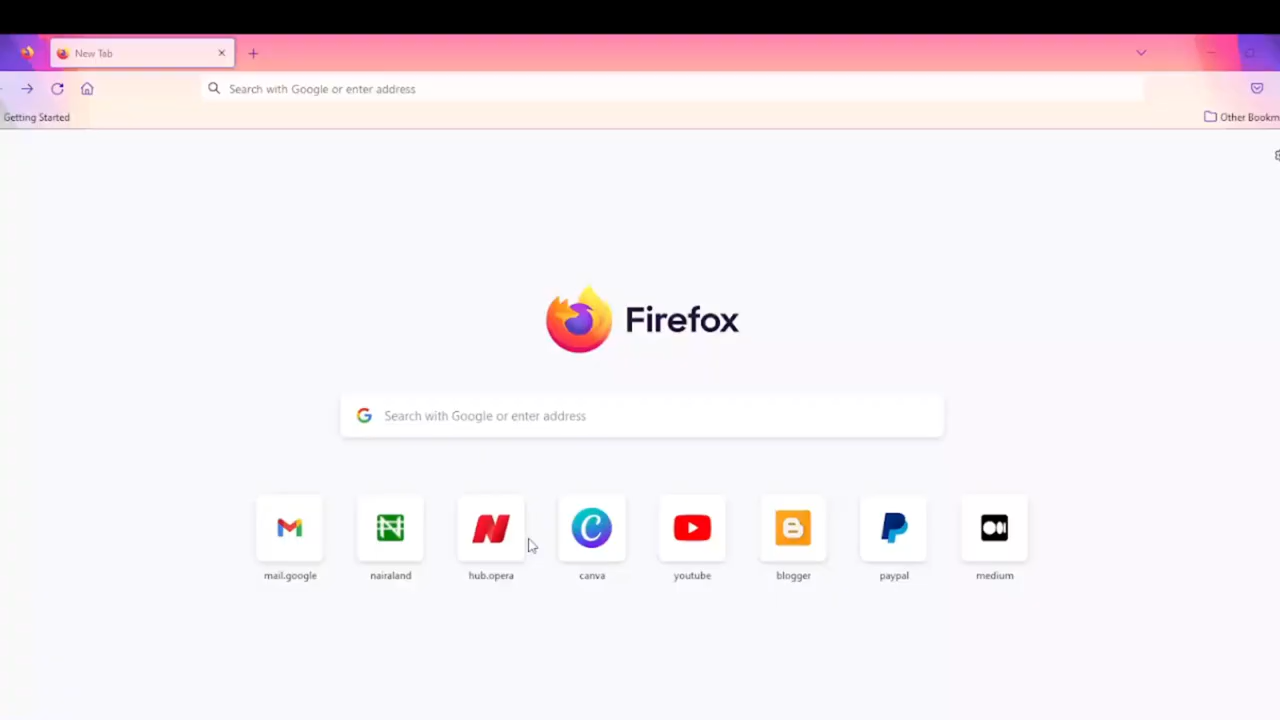 New Tab
Search with Google or enter address
Getting Started
Other Bookm
Firefox
Search with Google or enter address
mail.google
nairaland
hub.opera
canva
youtube
blogger
paypal
medium